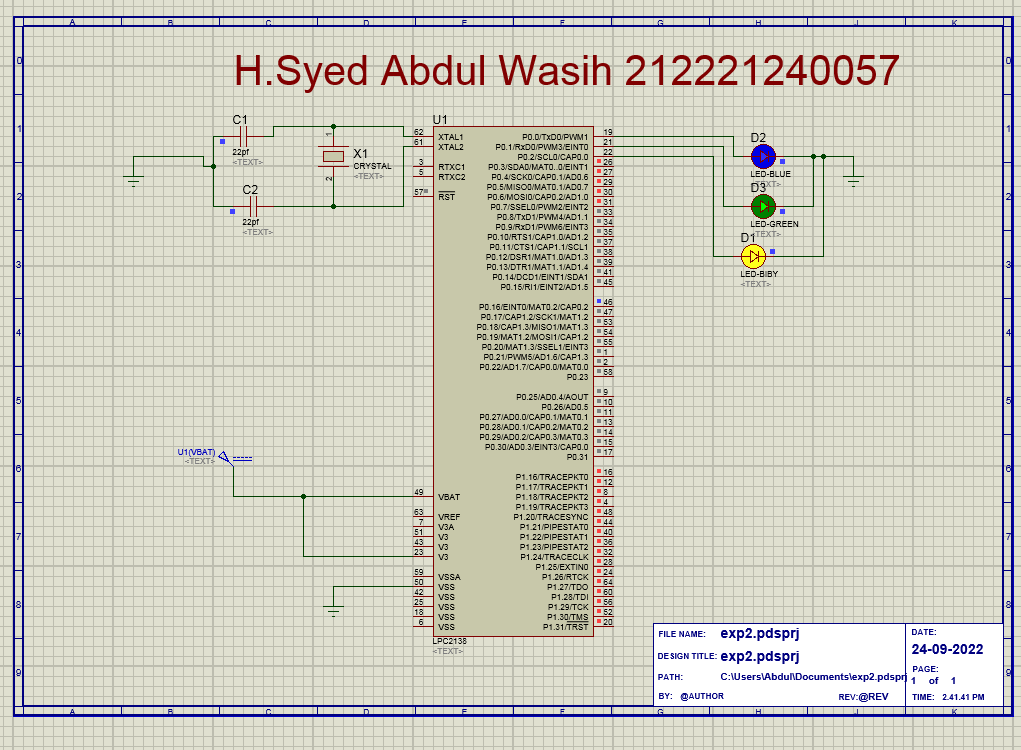 A B C D E F G H J K
H.Syed Abdul Wasih 212221240057
0 0
1 1
2 2
3 3
4 4
5 5
6 6
7 7
8 8
9 9
C1
22pf
<TEXT>
C2
22pf
<TEXT>
1
X1
CRYSTAL
<TEXT>
2
U1
62 XTAL1
61 XTAL2
3 RTXC1
5 RTXC2
57 RST
P0.0/TxD0/PWM1 19
P0.1/RxD0/PWM3/EINT0 21
P0.2/SCL0/CAP0.0 22
P0.3/SDA0/MAT0.0/EINT1 26
P0.4/SCK0/CAP0.1/AD0.6 27
P0.5/MISO0/MAT0.1/AD0.7 29
P0.6/MOSI0/CAP0.2/AD1.0 30
P0.7/SSEL0/PWM2/EINT2 31
P0.8/TxD1/PWM4/AD1.1 33
P0.9/RxD1/PWM6/EINT3 34
P0.10/RTS1/CAP1.0/AD1.2 35
P0.11/CTS1/CAP1.1/SCL1 37
P0.12/DSR1/MAT1.0/AD1.3 38
P0.13/DTR1/MAT1.1/AD1.4 39
P0.14/DCD1/EINT1/SDA1 41
P0.15/RI1/EINT2/AD1.5 45
P0.16/EINT0/MAT0.2/CAP0.2 46
P0.17/CAP1.2/SCK1/MAT1.2 47
P0.18/CAP1.3/MISO1/MAT1.3 53
P0.19/MAT1.2/MOSI1/CAP1.2 54
P0.20/MAT1.3/SSEL1/EINT3 55
P0.21/PWM5/AD1.6/CAP1.3 1
P0.22/AD1.7/CAP0.0/MAT0.0 2
P0.23 58
P0.25/AD0.4/AOUT 9
P0.26/AD0.5 10
P0.27/AD0.0/CAP0.1/MAT0.1 11
P0.28/AD0.1/CAP0.2/MAT0.2 13
P0.29/AD0.2/CAP0.3/MAT0.3 14
P0.30/AD0.3/EINT3/CAP0.0 15
P0.31 17
P1.16/TRACEPKT0 16
P1.17/TRACEPKT1 12
P1.18/TRACEPKT2 8
P1.19/TRACEPKT3 4
P1.20/TRACESYNC 48
P1.21/PIPESTAT0 44
P1.22/PIPESTAT1 40
P1.23/PIPESTAT2 36
P1.24/TRACECLK 32
P1.25/EXTIN0 28
P1.26/RTCK 24
P1.27/TDO 64
P1.28/TDI 60
P1.29/TCK 56
P1.30/TMS 52
P1.31/TRST 20
U1(VBAT)
<TEXT>
49 VBAT
63 VREF
7 V3A
51 V3
43 V3
23 V3
59 VSSA
50 VSS
42 VSS
25 VSS
18 VSS
6 VSS
LPC2138
<TEXT>
D2
LED-BLUE
<TEXT>
D3
LED-GREEN
<TEXT>
D1
LED-BIBY
<TEXT>
FILE NAME: exp2.pdsprj
DESIGN TITLE: exp2.pdsprj
PATH: C:\Users\Abdul\Documents\exp2.pdsprj
BY: @AUTHOR REV:@REV
DATE:
24-09-2022
PAGE:
1 of 1
TIME: 2.41.41 PM
A B C D E F G H J K